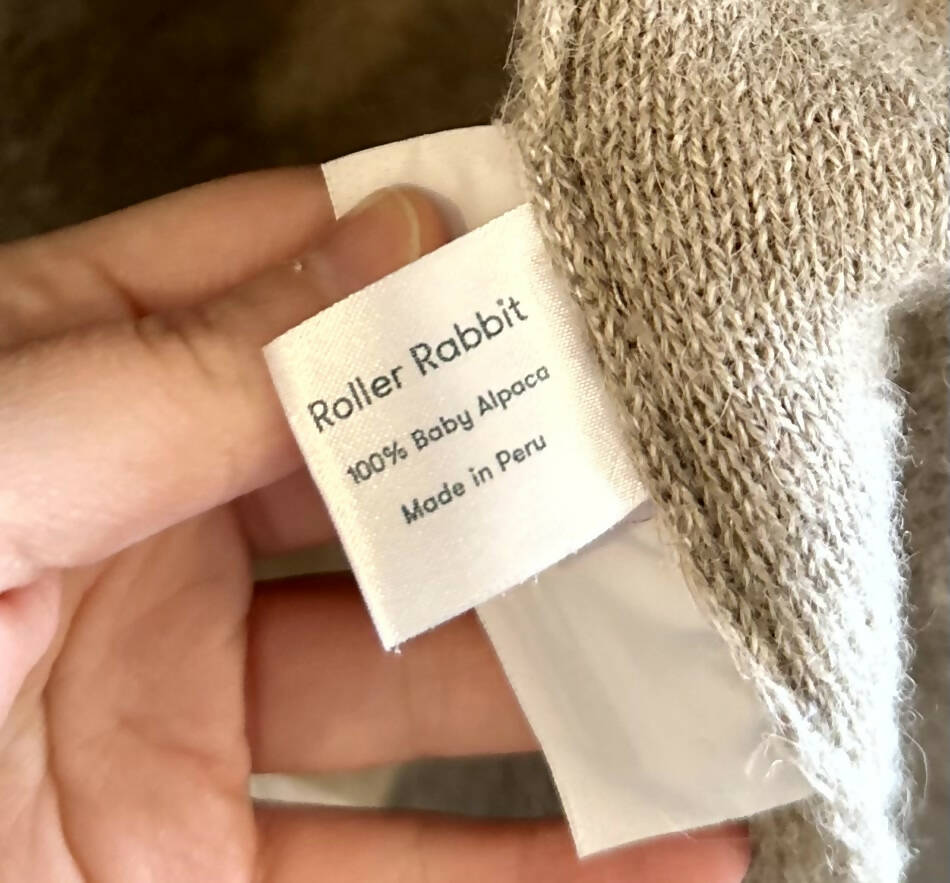 Roller Rabbit
100% Baby Alpaca
Made in Peru